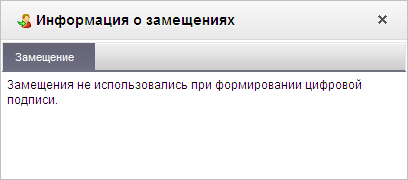 Информация о замещениях
Замещение
Замещения не использовались при формировании цифровой
подписи.